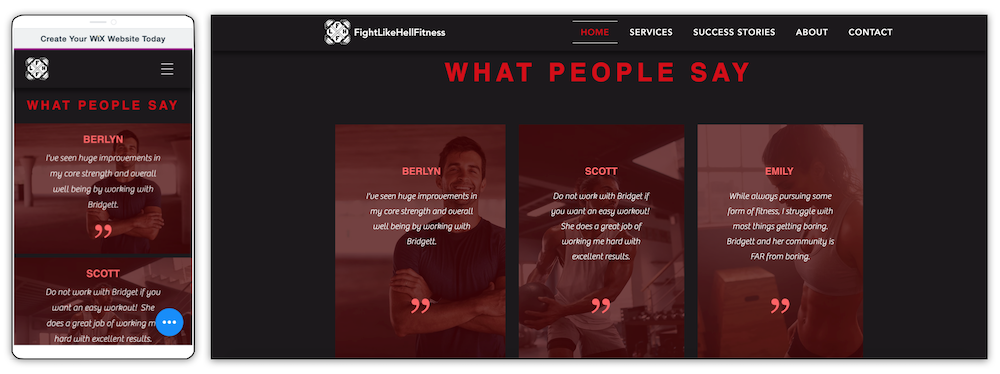 Create Your WiX Website Today
WHAT PEOPLE SAY
BERLYN
I've seen huge improvements in
my core strength and overall
well being by working with
Bridgett.
”
SCOTT
Do not work with Bridget if you
want an easy workout! She
does a great job of working m
hard with excellent results.
FightLikeHellFitness
HOME SERVICES SUCCESS STORIES ABOUT CONTACT
WHAT PEOPLE SAY
BERLYN
I've seen huge improvements in
my core strength and overall
well being by working with
Bridgett.
”
SCOTT
Do not work with Bridget if
you want an easy workout!
She does a great job of
working me hard with
excellent results.
”
EMILY
While always pursuing some
form of fitness, I struggle with
most things getting boring.
Bridgett and her community is
FAR from boring.
”